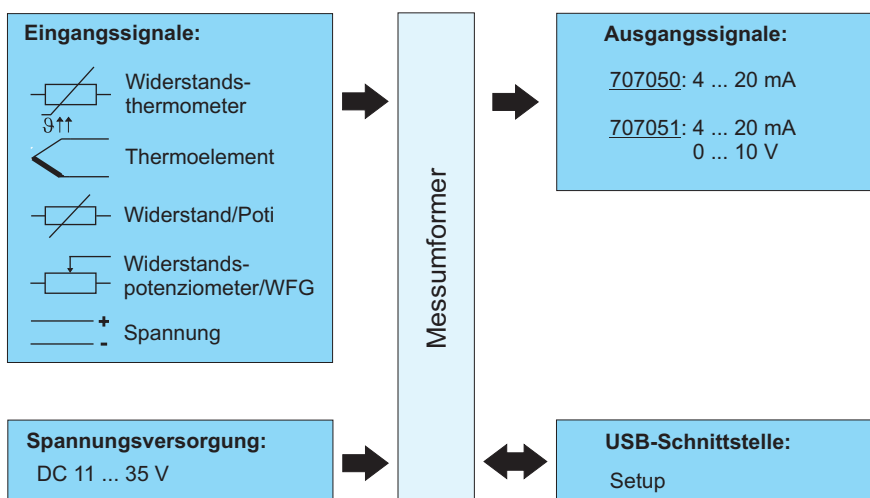 Eingangssignale:
Widerstands-
thermometer
ϑ↑↑
Thermoelement
Widerstand/Poti
Widerstands-
potenziometer/WFG
+
- Spannung
Spannungsversorgung:
DC 11 ... 35 V
Messumformer
Ausgangssignale:
707050: 4 ... 20 mA
707051: 4 ... 20 mA
0 ... 10 V
USB-Schnittstelle:
Setup